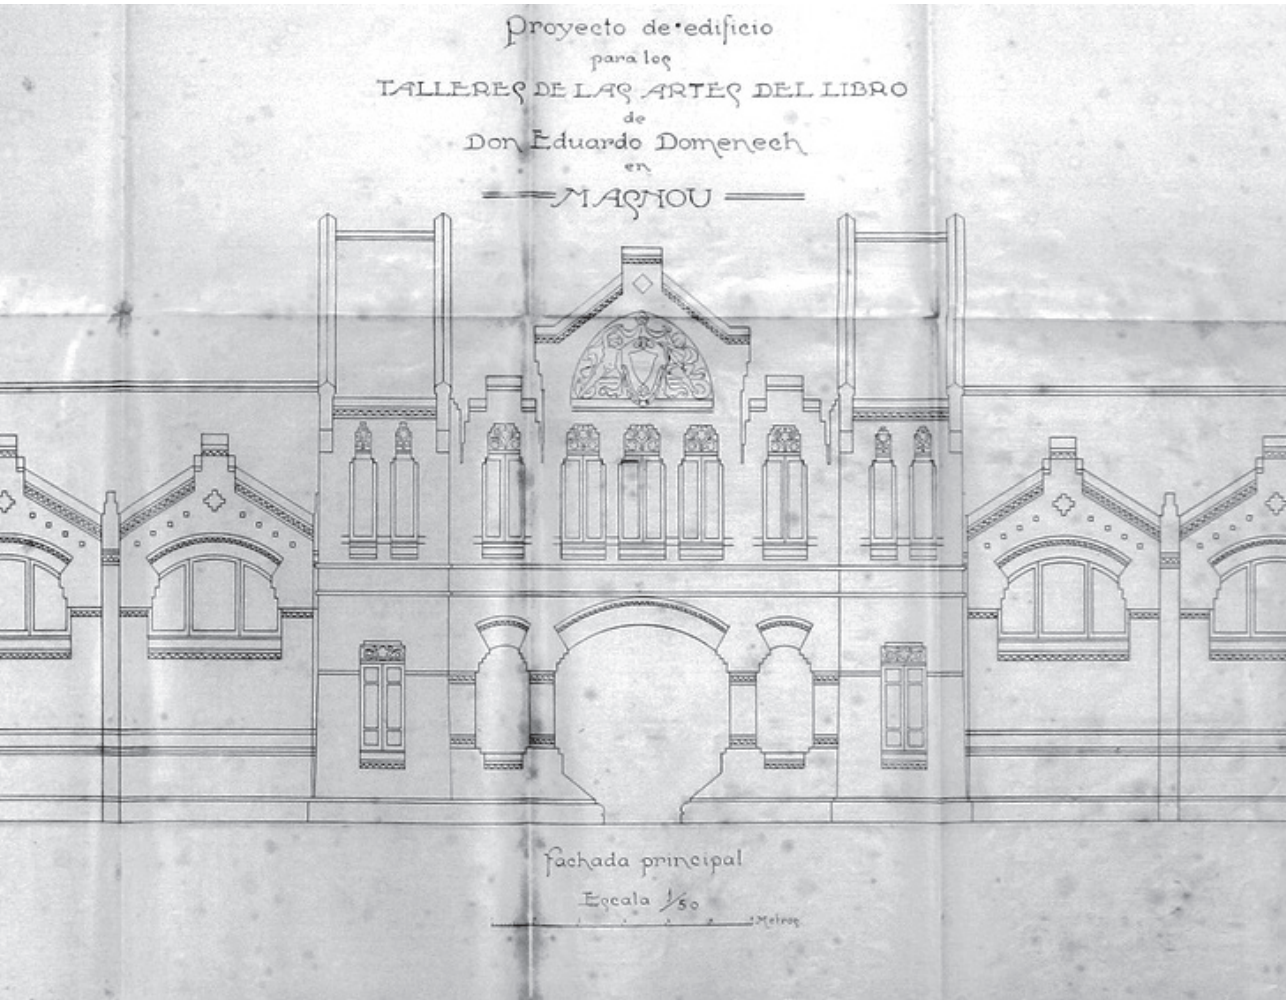 Proyecto de edificio
para los
TALLERES DE LAS ARTES DEL LIBRO
de
Don Eduardo Domenech
en
MASNOU
Fachada principal
Escala 1/50
Metros